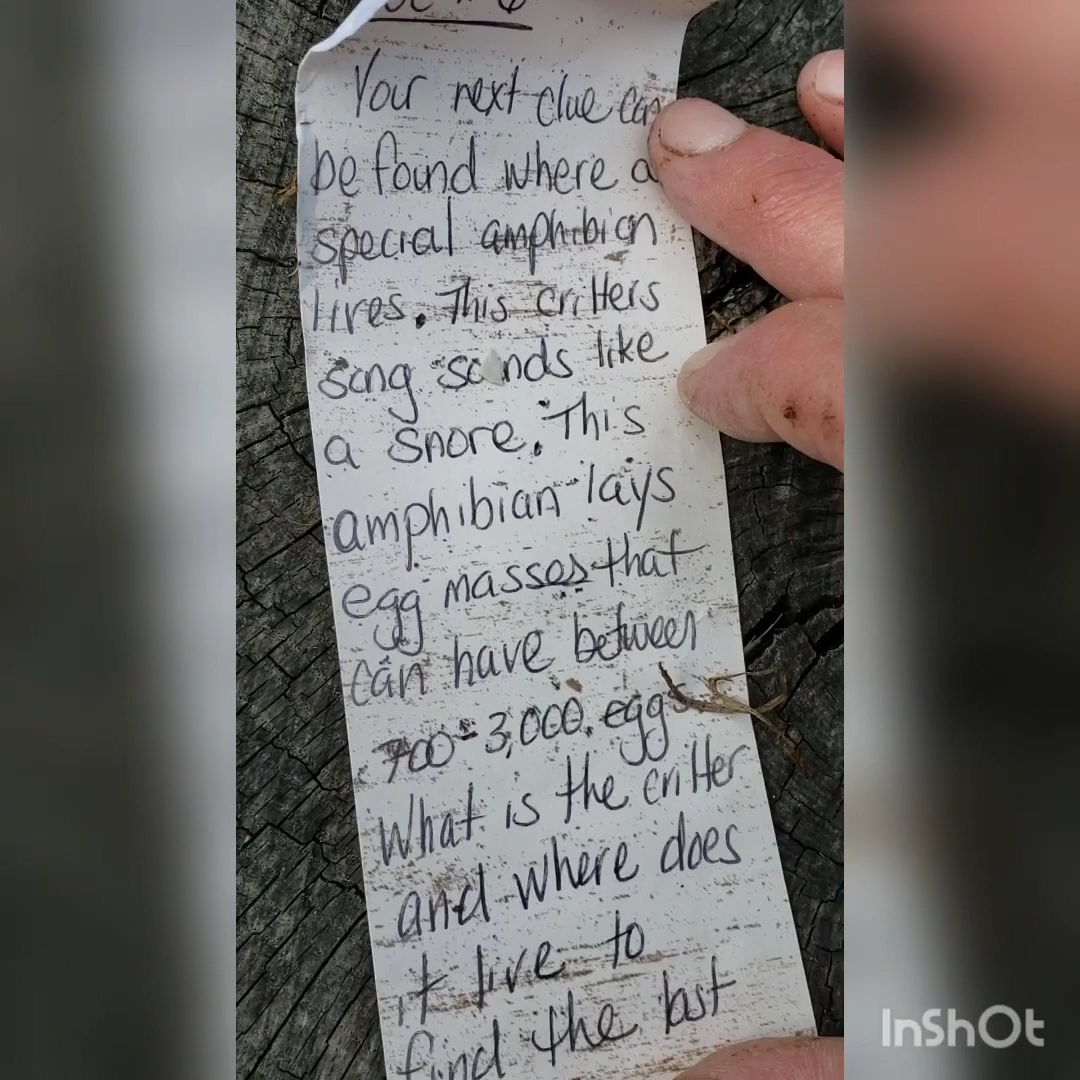 Your next clue can
be found where a
special amphibian
lives. This critters
song sounds like
a snore. This
amphibian lays
egg masses that
can have between
700-3,000 eggs
What is the critter
and where does
it live to
find the last
InShOt